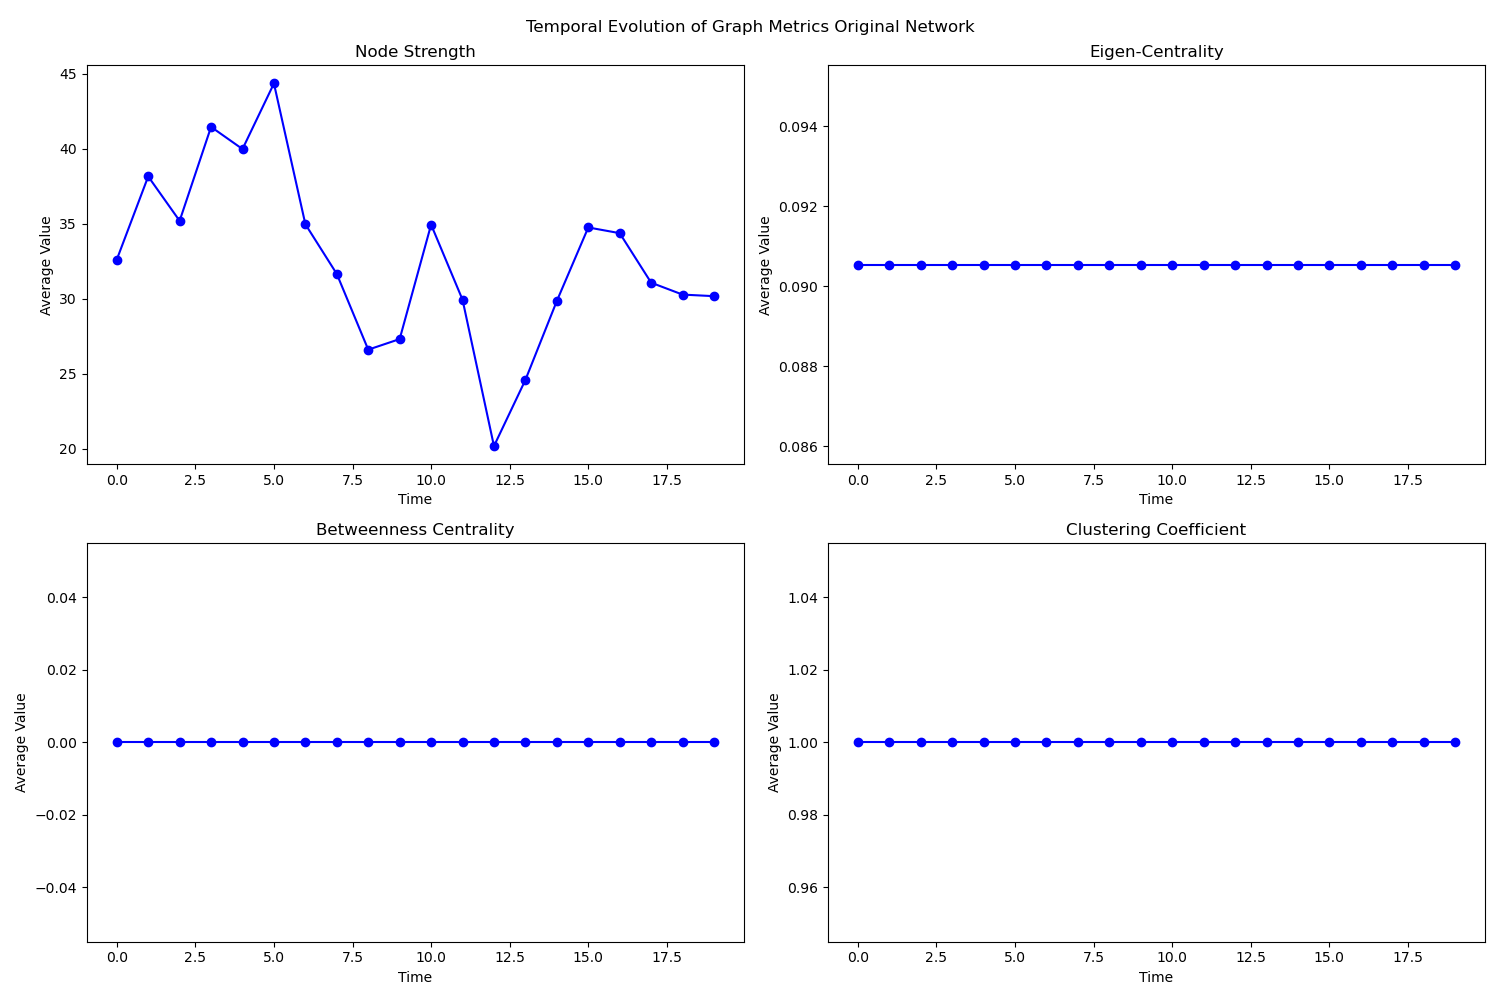 Temporal Evolution of Graph Metrics Original Network
Node Strength
45
40
35
30
25
20
Average Value
0.0 2.5 5.0 7.5 10.0 12.5 15.0 17.5
Time
Eigen-Centrality
0.094
0.092
0.090
0.088
0.086
Average Value
0.0 2.5 5.0 7.5 10.0 12.5 15.0 17.5
Time
Betweenness Centrality
0.04
0.02
0.00
−0.02
−0.04
Average Value
0.0 2.5 5.0 7.5 10.0 12.5 15.0 17.5
Time
Clustering Coefficient
1.04
1.02
1.00
0.98
0.96
Average Value
0.0 2.5 5.0 7.5 10.0 12.5 15.0 17.5
Time